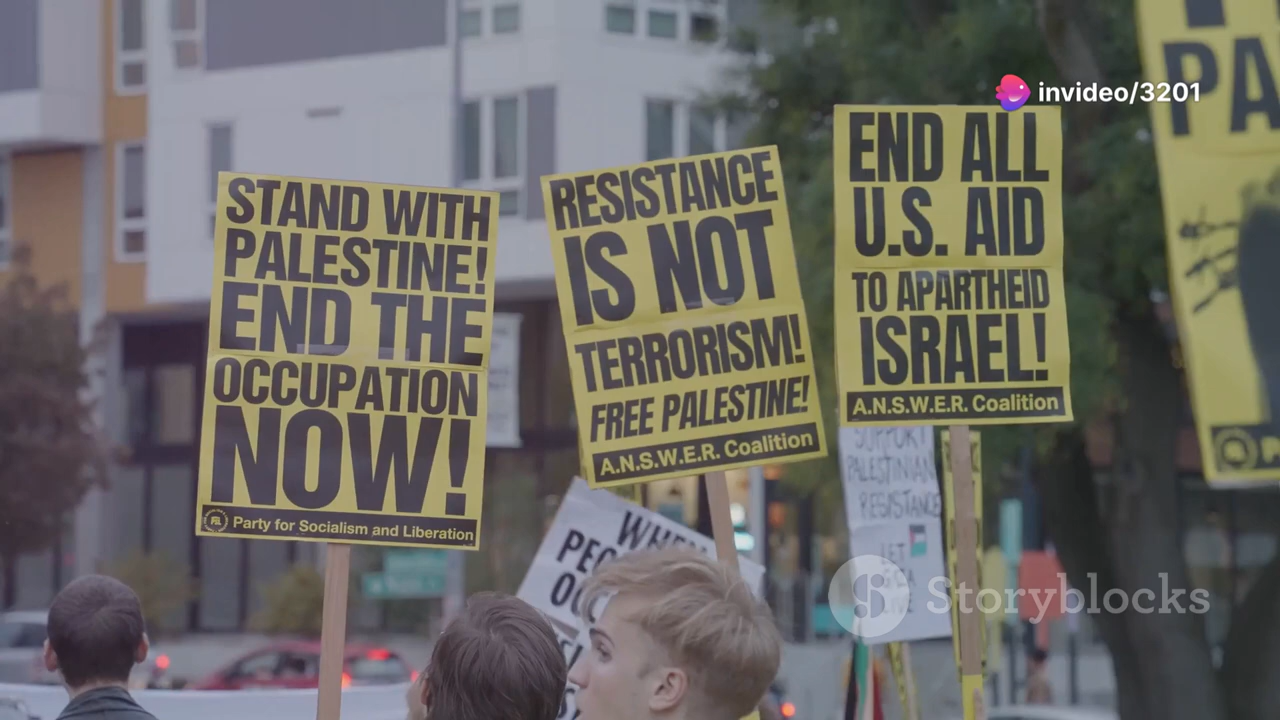 invideo/3201
STAND WITH
PALESTINE!
END THE
OCCUPATION
NOW!
Party for Socialism and Liberation
RESISTANCE
IS NOT
TERRORISM!
FREE PALESTINE!
A.N.S.W.E.R. Coalition
END ALL
U.S. AID
TO APARTHEID
ISRAEL!
A.N.S.W.E.R. Coalition
SUPPORT
PALESTINIAN
RESISTANCE
WHEN
Storyblocks